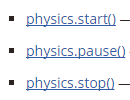 physics.start() —
physics.pause()
physics.stop() —